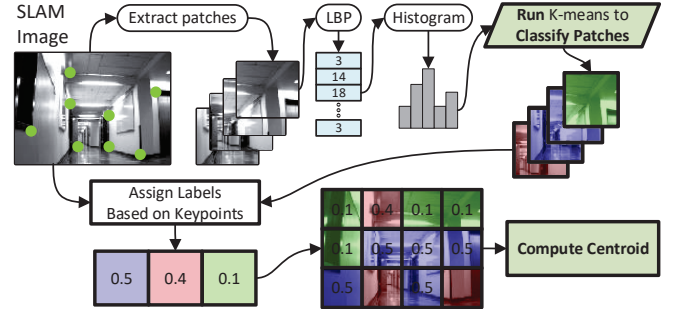 SLAM
Image
Extract patches
LBP
Histogram
Run K-means to
Classify Patches
3
14
18
3
Assign Labels
Based on Keypoints
0.5 0.4 0.1
0.1 0.4 0.1 0.1
0.1 0.5 0.5 0.5
0.5 0.5
Compute Centroid